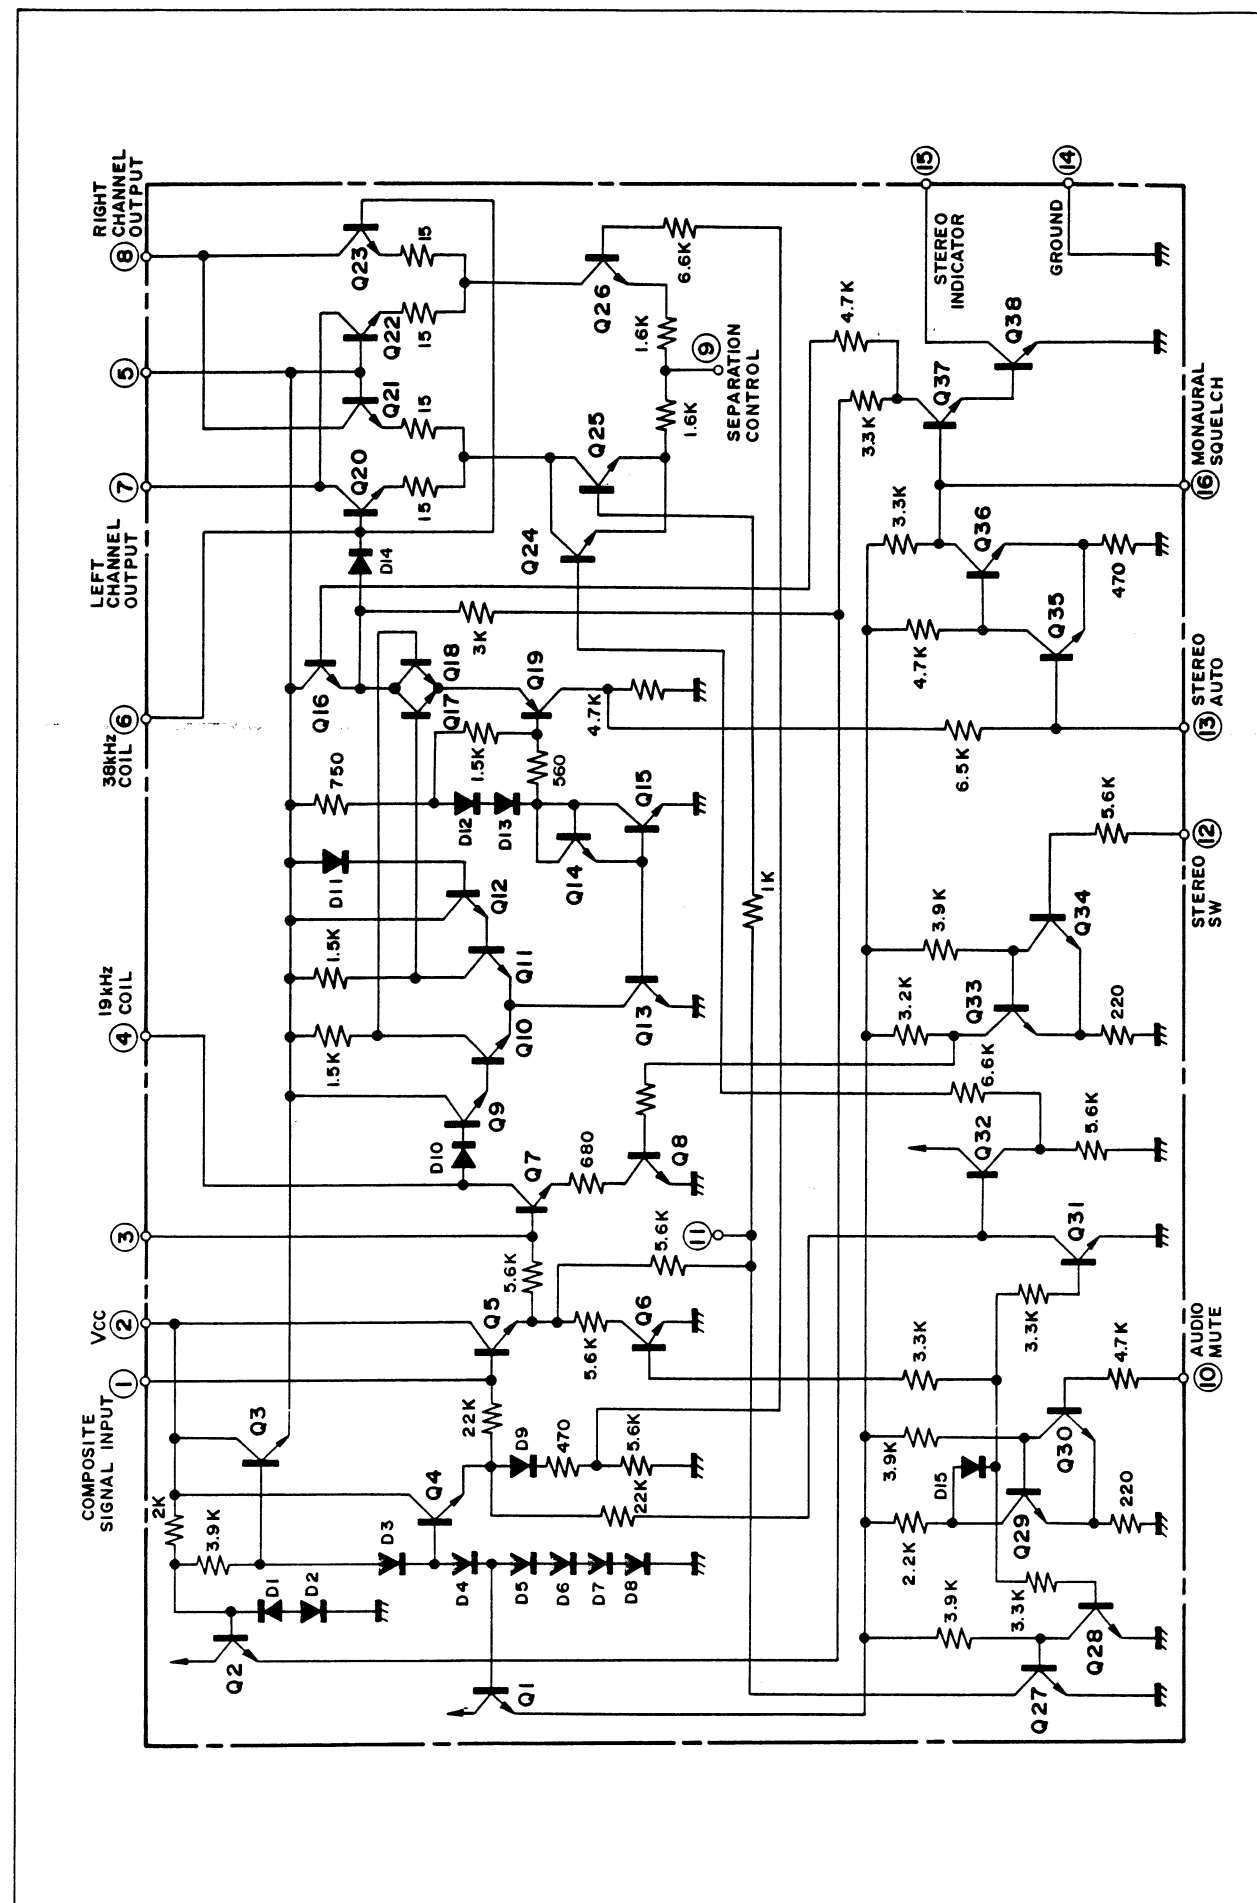 COMPOSITE
SIGNAL INPUT
1
VCC
2
3
19kHz
COIL
4
38kHz
COIL
6
LEFT
CHANNEL
OUTPUT
7
5
RIGHT
CHANNEL
OUTPUT
8
2K
3.9K
D1
D2
Q2
Q3
D3
D4
D5
D6
D7
D8
Q4
Q1
22K
D9
470
5.6K
22K
Q5
5.6K
5.6K
Q6
5.6K
11
Q7
680
Q8
D10
Q9
1.5K
Q10
1.5K
Q11
D11
Q12
Q13
750
D12
D13
1.5K
560
Q14
Q15
Q16
Q17
Q18
Q19
4.7K
3K
D14
Q20
15
Q21
15
Q22
15
Q23
15
Q24
Q25
Q26
1.6K
1.6K
6.6K
9
SEPARATION
CONTROL
1K
Q27
3.9K
Q28
3.3K
2.2K
D15
3.9K
Q29
Q30
220
4.7K
10
AUDIO
MUTE
3.3K
3.3K
Q31
Q32
6.6K
5.6K
3.2K
Q33
3.9K
Q34
220
5.6K
12
STEREO
SW
6.5K
13
STEREO
AUTO
4.7K
Q35
3.3K
Q36
470
16
MONAURAL
SQUELCH
3.3K
4.7K
Q37
Q38
STEREO
INDICATOR
15
GROUND
14